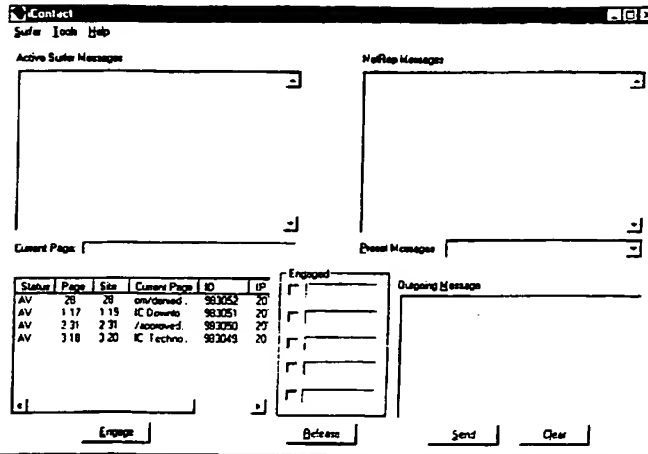 iContact
Surfer Tools Help
Active Surfer Messages
NetRep Messages
Current Page:
Preset Messages
Status Page Site Current Page ID IP
AV 28 28 om/denied. 983052 20
AV 1 17 1 19 IC Downlo 983051 20
AV 2 31 2 31 /approved. 983050 20
AV 3 18 3 20 IC Techno. 983049 20
Engaged
Outgoing Message
Engage
Release
Send
Clear